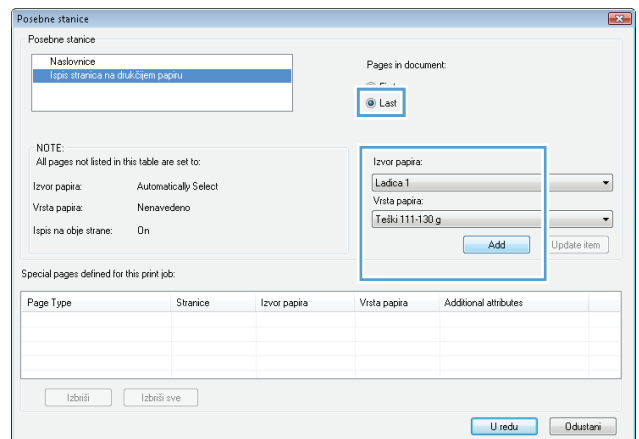 Posebne stanice
Posebne stanice
Naslovnice
Ispis stranica na drukčijem papiru
Pages in document:
Last
NOTE:
All pages not listed in this table are set to:
Izvor papira: Automatically Select
Vrsta papira: Nenavedeno
Ispis na obje strane: On
Izvor papira:
Ladica 1
Vrsta papira:
Teški 111-130 g
Add Update item
Special pages defined for this print job:
Page Type Stranice Izvor papira Vrsta papira Additional attributes
Izbriši Izbriši sve
U redu Odustani